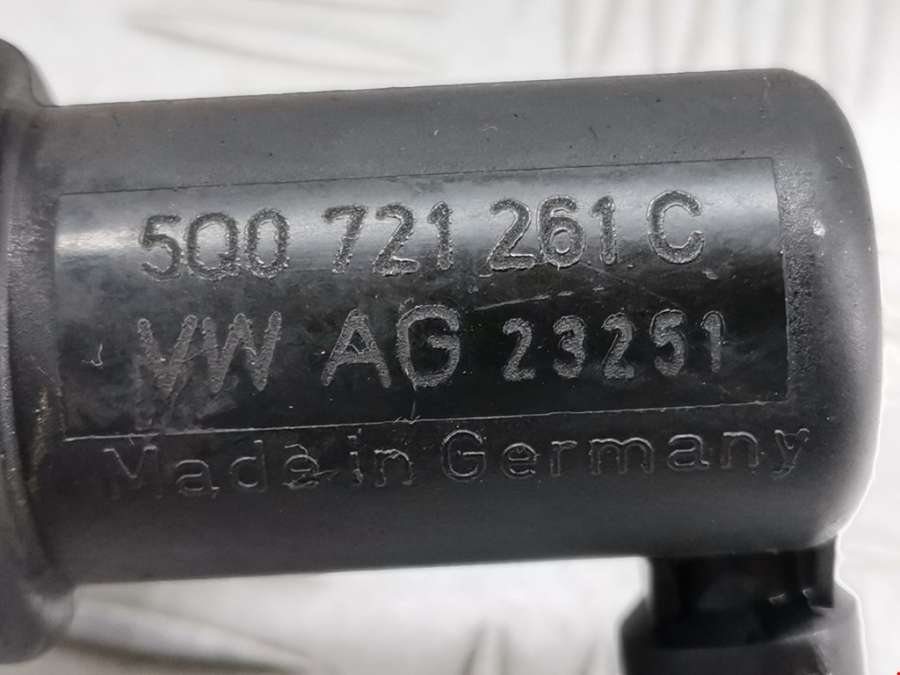 5Q0 721 261 C
VW AG 23251
Made in Germany